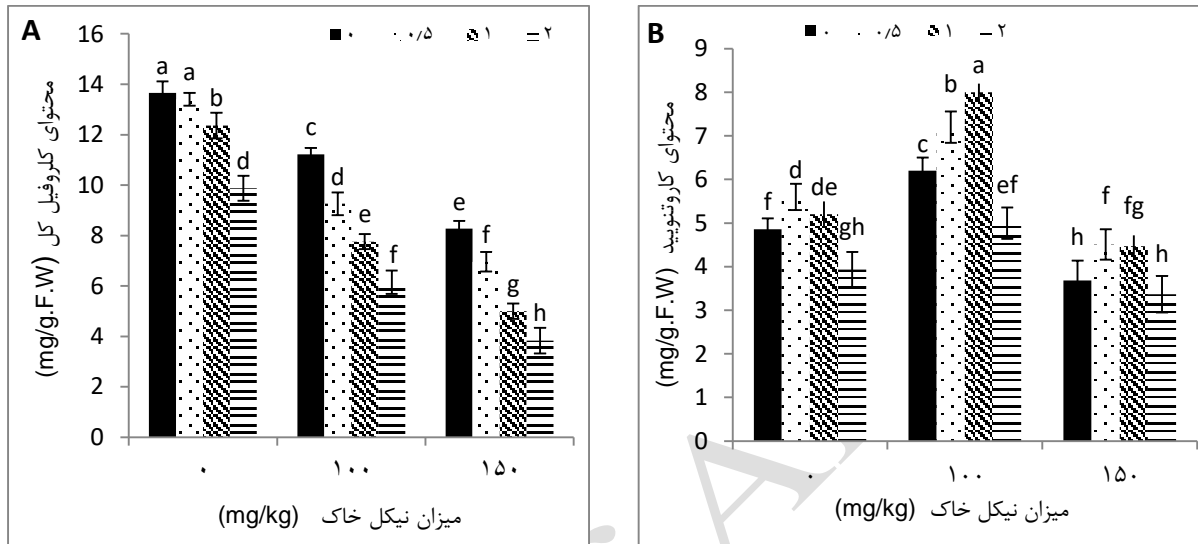 A
۰ ۰/۵ ۱ ۲
محتوای کلروفیل کل (mg/g.F.W)
16
14
12
10
8
6
4
2
0
a a b d
c d e f
e f g h
۰ ۱۰۰ ۱۵۰
میزان نیکل خاک (mg/kg)
B
۰ ۰/۵ ۱ ۲
محتوای کاروتنویید (mg/g.F.W)
9
8
7
6
5
4
3
2
1
0
f d de gh
c b a ef
h f fg h
۰ ۱۰۰ ۱۵۰
میزان نیکل خاک (mg/kg)